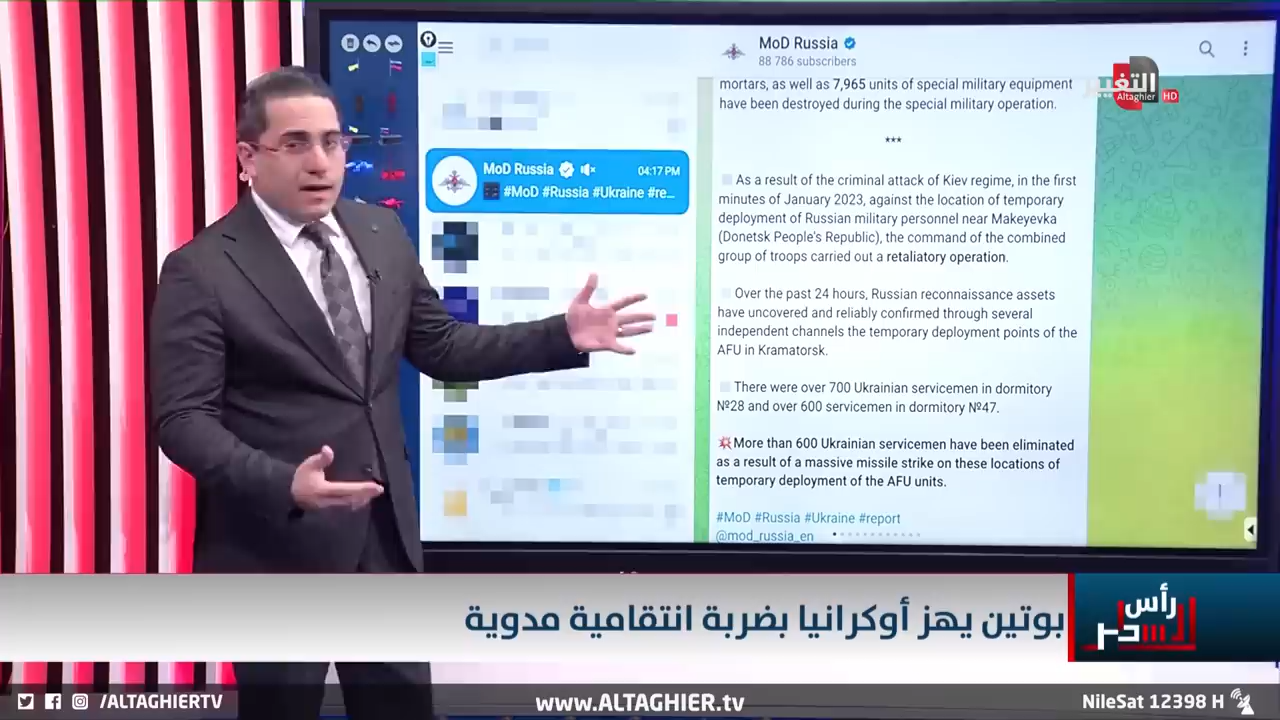 MoD Russia
88 786 subscribers
التغيير
Altaghier HD
mortars, as well as 7,965 units of special military equipment
have been destroyed during the special military operation.
***
MoD Russia 04:17 PM
#MoD #Russia #Ukraine #re...
As a result of the criminal attack of Kiev regime, in the first
minutes of January 2023, against the location of temporary
deployment of Russian military personnel near Makeyevka
(Donetsk People's Republic), the command of the combined
group of troops carried out a retaliatory operation.
Over the past 24 hours, Russian reconnaissance assets
have uncovered and reliably confirmed through several
independent channels the temporary deployment points of the
AFU in Kramatorsk.
There were over 700 Ukrainian servicemen in dormitory
№28 and over 600 servicemen in dormitory №47.
💥More than 600 Ukrainian servicemen have been eliminated
as a result of a massive missile strike on these locations of
temporary deployment of the AFU units.
#MoD #Russia #Ukraine #report
@mod_russia_en
رأس
السطر
بوتين يهز أوكرانيا بضربة انتقامية مدوية
/ALTAGHIERTV
www.ALTAGHIER.tv
NileSat 12398 H